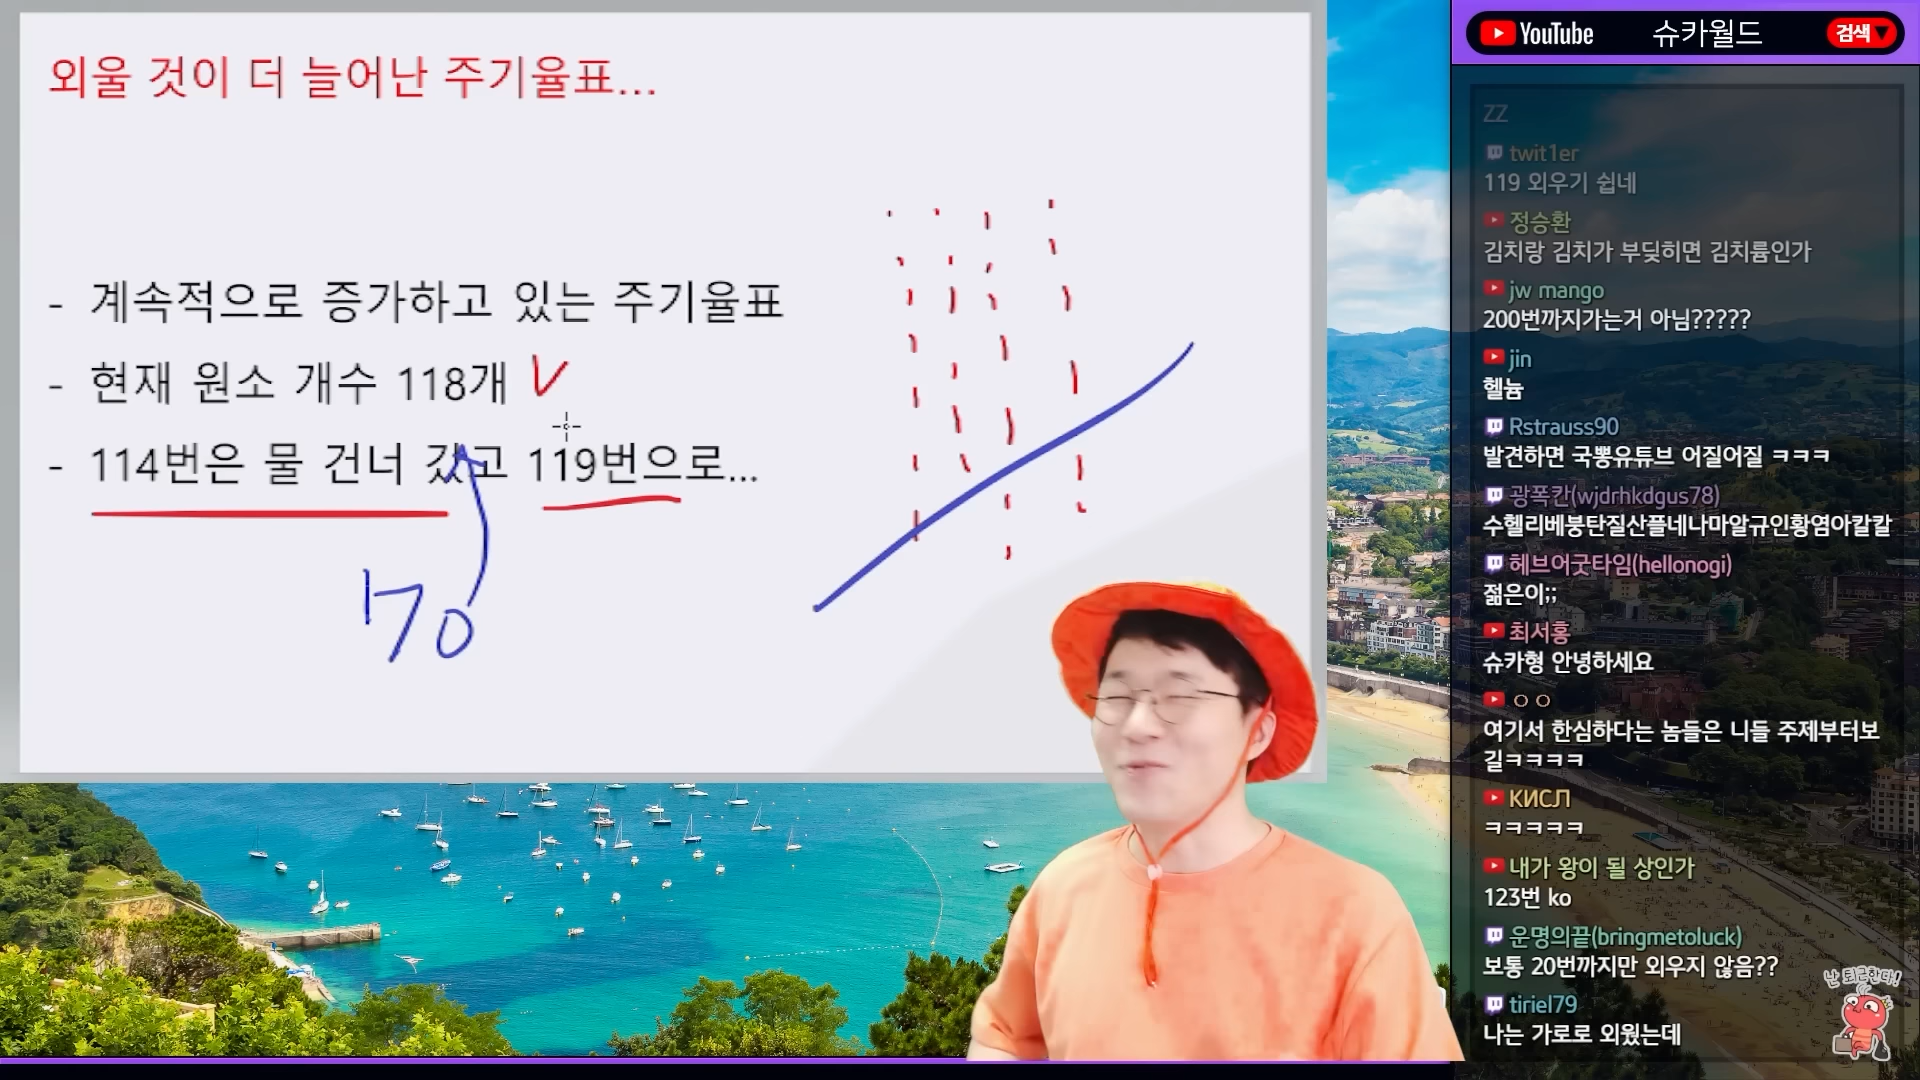 외울 것이 더 늘어난 주기율표...
- 계속적으로 증가하고 있는 주기율표
- 현재 원소 개수 118개 V
- 114번은 물 건너 갔고 119번으로...
170
YouTube 슈카월드 검색
ZZ
twit1er
119 외우기 쉽네
정승환
김치랑 김치가 부딪히면 김치륨인가
jw mango
200번까지가는거 아님?????
jin
헬늄
Rstrauss90
발견하면 국뽕유튜브 어질어질 ㅋㅋㅋ
광폭칸(wjdrhkdgus78)
수헬리베붕탄질산플네나마알규인황염아칼칼
헤브어굿타임(hellonogi)
젊은이;;
최서홍
슈카형 안녕하세요
ㅇㅇ
여기서 한심하다는 놈들은 니들 주제부터보
길ㅋㅋㅋㅋ
КИСЛ
ㅋㅋㅋㅋㅋ
내가 왕이 될 상인가
123번 ko
운명의끝(bringmetoluck)
보통 20번까지만 외우지 않음??
tiriel79
나는 가로로 외웠는데
난 퇴근한다!